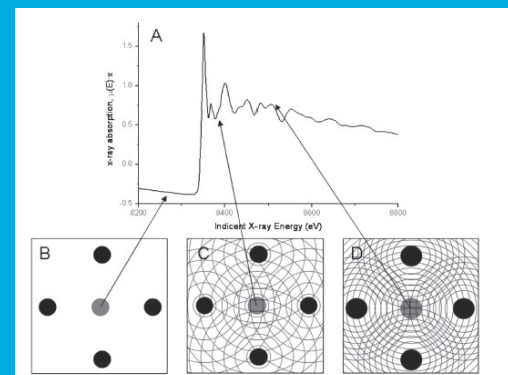 A
x-ray absorption, μ(E)·x
1.5
1.0
0.5
0.0
-0.5
8200
8400
8600
8800
Indicent X-ray Energy (eV)
B
C
D